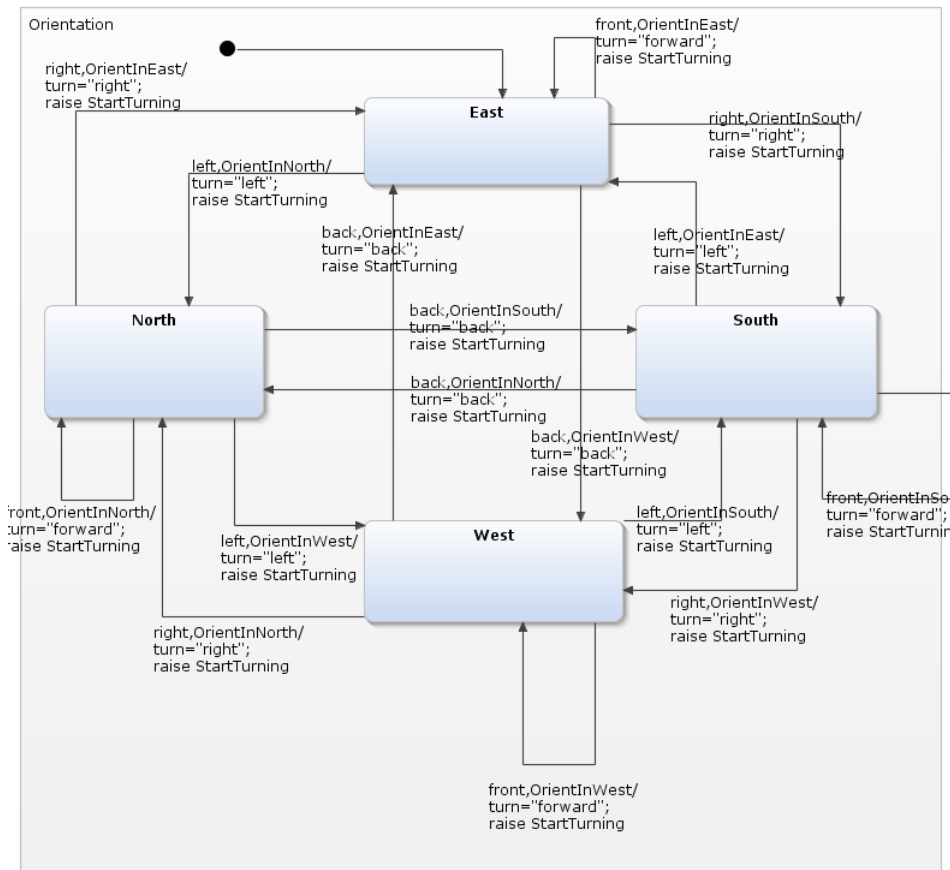 Orientation
front,OrientInEast/
turn="forward";
raise StartTurning
right,OrientInEast/
turn="right";
raise StartTurning
East
right,OrientInSouth/
turn="right";
raise StartTurning
left,OrientInNorth/
turn="left";
raise StartTurning
back,OrientInEast/
turn="back";
raise StartTurning
left,OrientInEast/
turn="left";
raise StartTurning
North
back,OrientInSouth/
turn="back";
raise StartTurning
South
back,OrientInNorth/
turn="back";
raise StartTurning
back,OrientInWest/
turn="back";
raise StartTurning
front,OrientInNorth/
turn="forward";
raise StartTurning
left,OrientInWest/
turn="left";
raise StartTurning
West
left,OrientInSouth/
turn="left";
raise StartTurning
front,OrientInSo
turn="forward";
raise StartTurnin
right,OrientInWest/
turn="right";
raise StartTurning
right,OrientInNorth/
turn="right";
raise StartTurning
front,OrientInWest/
turn="forward";
raise StartTurning